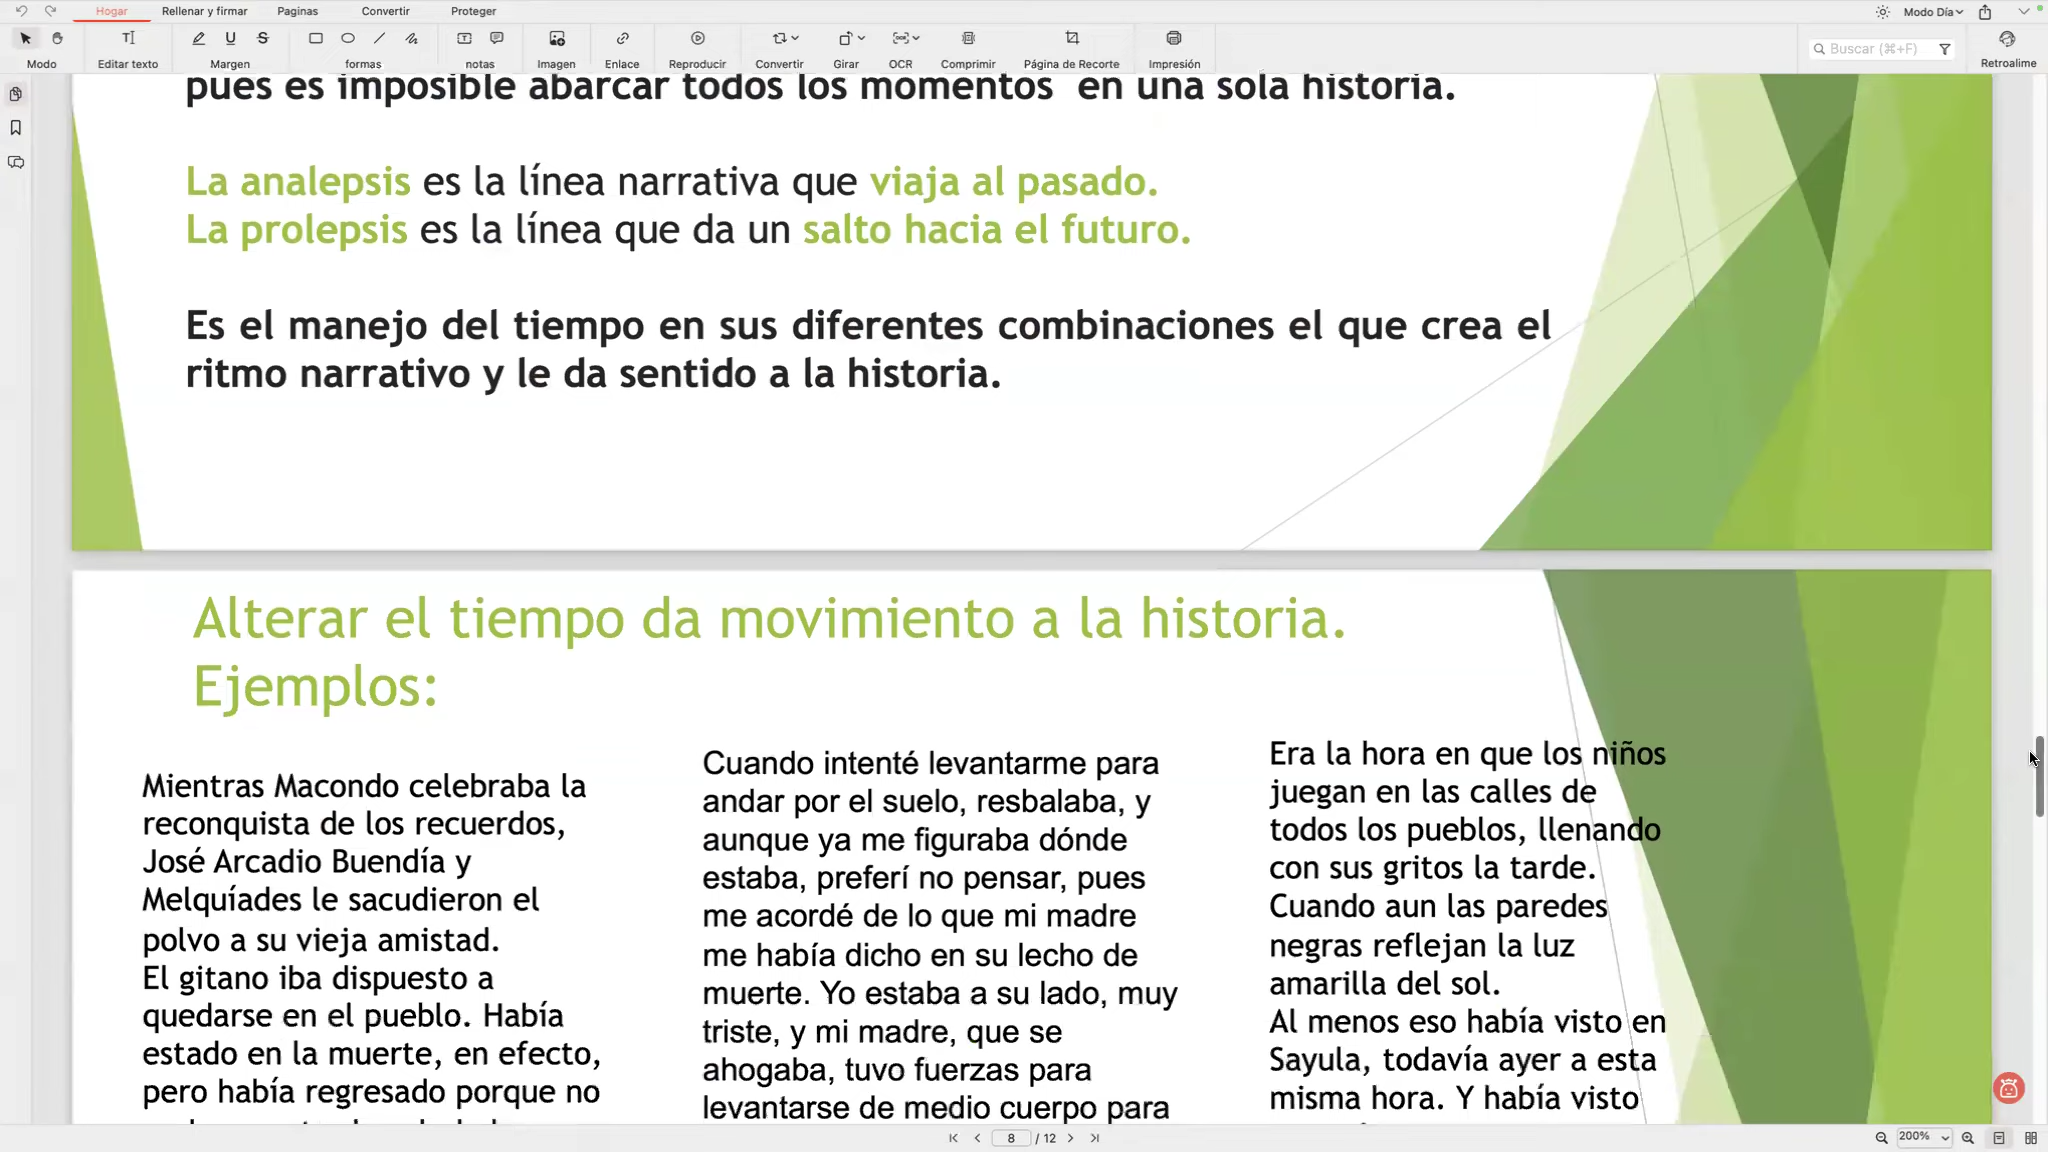 Hogar Rellenar y firmar Paginas Convertir Proteger Modo Día
Modo Editar texto Margen formas notas Imagen Enlace Reproducir Convertir Girar OCR Comprimir Página de Recorte Impresión Buscar (⌘+F) Retroalime
pues es imposible abarcar todos los momentos en una sola historia.
La analepsis es la línea narrativa que viaja al pasado.
La prolepsis es la línea que da un salto hacia el futuro.
Es el manejo del tiempo en sus diferentes combinaciones el que crea el
ritmo narrativo y le da sentido a la historia.
Alterar el tiempo da movimiento a la historia.
Ejemplos:
Mientras Macondo celebraba la
reconquista de los recuerdos,
José Arcadio Buendía y
Melquíades le sacudieron el
polvo a su vieja amistad.
El gitano iba dispuesto a
quedarse en el pueblo. Había
estado en la muerte, en efecto,
pero había regresado porque no
Cuando intenté levantarme para
andar por el suelo, resbalaba, y
aunque ya me figuraba dónde
estaba, preferí no pensar, pues
me acordé de lo que mi madre
me había dicho en su lecho de
muerte. Yo estaba a su lado, muy
triste, y mi madre, que se
ahogaba, tuvo fuerzas para
levantarse de medio cuerpo para
Era la hora en que los niños
juegan en las calles de
todos los pueblos, llenando
con sus gritos la tarde.
Cuando aun las paredes
negras reflejan la luz
amarilla del sol.
Al menos eso había visto en
Sayula, todavía ayer a esta
misma hora. Y había visto
8 / 12
200%